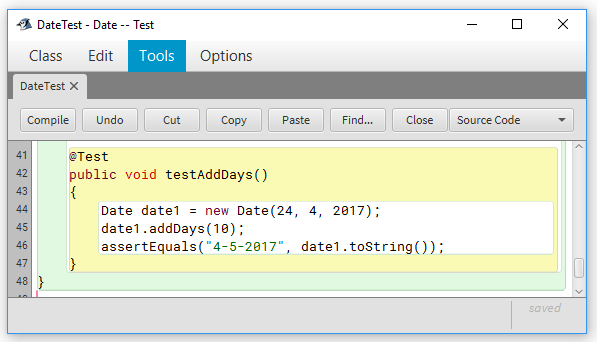 DateTest - Date -- Test
Class Edit Tools Options
DateTest
Compile Undo Cut Copy Paste Find... Close Source Code
41 @Test
42 public void testAddDays()
43 {
44 Date date1 = new Date(24, 4, 2017);
45 date1.addDays(10);
46 assertEquals("4-5-2017", date1.toString());
47 }
48 }
saved